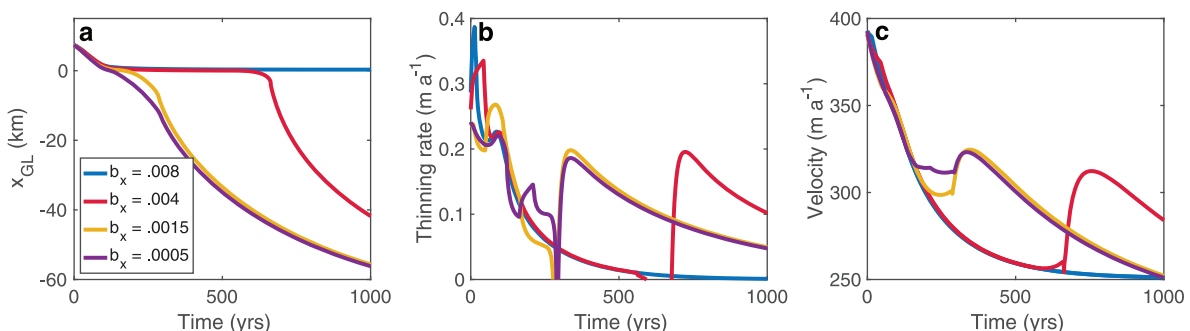 a
x_GL (km)
0
-20
-40
-60
b_x = .008
b_x = .004
b_x = .0015
b_x = .0005
0
500
1000
Time (yrs)
b
Thinning rate (m a⁻¹)
0.4
0.3
0.2
0.1
0
0
500
1000
Time (yrs)
c
Velocity (m a⁻¹)
400
350
300
250
0
500
1000
Time (yrs)